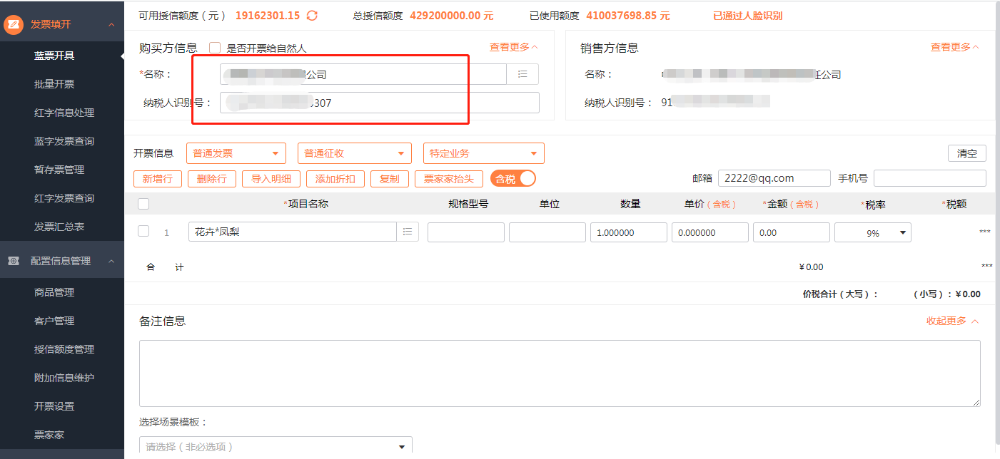 发票填开
蓝票开具
批量开票
红字信息处理
蓝字发票查询
暂存票管理
红字发票查询
发票汇总表
配置信息管理
商品管理
客户管理
授信额度管理
附加信息维护
开票设置
票家家
可用授信额度（元） 19162301.15 总授信额度 429200000.00 元 已使用额度 410037698.85 元 已通过人脸识别
购买方信息 是否开票给自然人 查看更多
*名称： 公司
纳税人识别号： 307
销售方信息 查看更多
名称： 任公司
纳税人识别号： 91
开票信息 普通发票 普通征收 特定业务 清空
新增行 删除行 导入明细 添加折扣 复制 票家家抬头 含税 邮箱 2222@qq.com 手机号
*项目名称 规格型号 单位 数量 单价（含税） *金额（含税） *税率 *税额
1 花卉*凤梨 1.000000 0.000000 0.00 9% ***
合 计 ￥0.00 ***
价税合计（大写）： （小写）：￥0.00
备注信息 收起更多
选择场景模板：
请选择（非必选项）